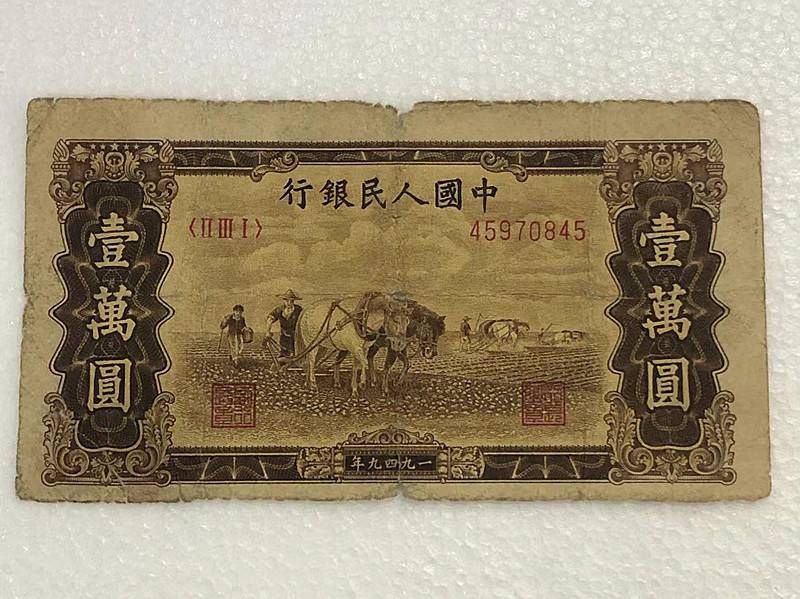 中國人民銀行
〈II III I〉
45970845
壹萬圓
壹萬圓
一九四九年